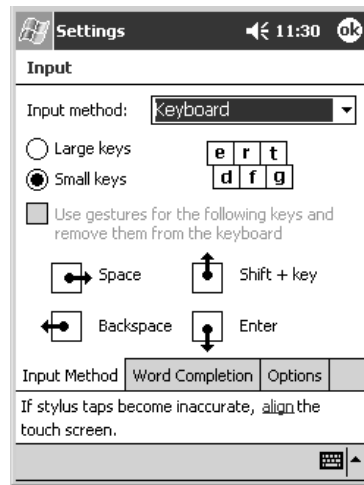 Settings 11:30 ok
Input
Input method: Keyboard
Large keys
e r t
Small keys
d f g
Use gestures for the following keys and
remove them from the keyboard
Space Shift + key
Backspace Enter
Input Method Word Completion Options
If stylus taps become inaccurate, align the
touch screen.